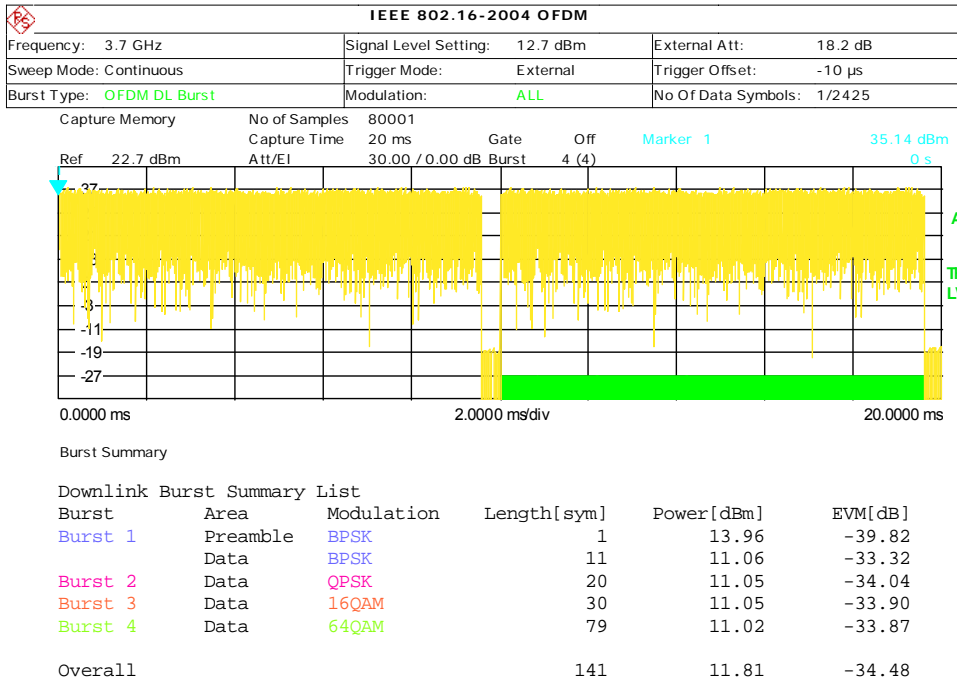 IEEE 802.16-2004 OFDM
Frequency: 3.7 GHz Signal Level Setting: 12.7 dBm External Att: 18.2 dB
Sweep Mode: Continuous Trigger Mode: External Trigger Offset: -10 µs
Burst Type: OFDM DL Burst Modulation: ALL No Of Data Symbols: 1/2425
Capture Memory No of Samples 80001
Capture Time 20 ms Gate Off Marker 1 35.14 dBm
Ref 22.7 dBm Att/El 30.00 / 0.00 dB Burst 4 (4) 0 s
37
A
-3
-11
-19
-27
0.0000 ms 2.0000 ms/div 20.0000 ms
Burst Summary
Downlink Burst Summary List
Burst Area Modulation Length[sym] Power[dBm] EVM[dB]
Burst 1 Preamble BPSK 1 13.96 -39.82
Data BPSK 11 11.06 -33.32
Burst 2 Data QPSK 20 11.05 -34.04
Burst 3 Data 16QAM 30 11.05 -33.90
Burst 4 Data 64QAM 79 11.02 -33.87
Overall 141 11.81 -34.48